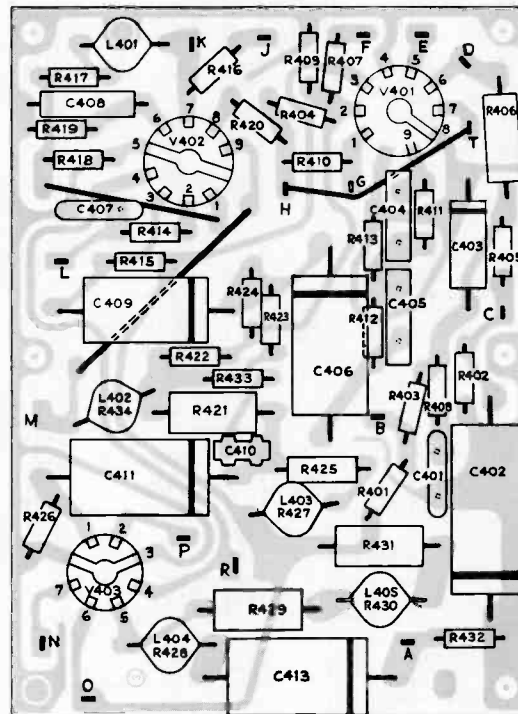 L401
K
J
F
E
D
R417
R416
R409
R407
C408
R419
R420
R404
R406
R418
V402
1 2 3 4 5 6 7 8 9
V401
1 2 3 4 5 6 7 8 9
T
R410
G
H
C407
C404
R411
R414
R413
C403
R405
L
R415
C409
R424
R423
C405
C
R412
R422
C406
R433
R402
L402
R434
R421
R403
R408
M
B
C410
C411
R425
C401
C402
R401
R426
L403
R427
P
R431
1 2 3 4 5 6 7
V403
R
R429
L405
R430
N
L404
R428
A
R432
C413
O